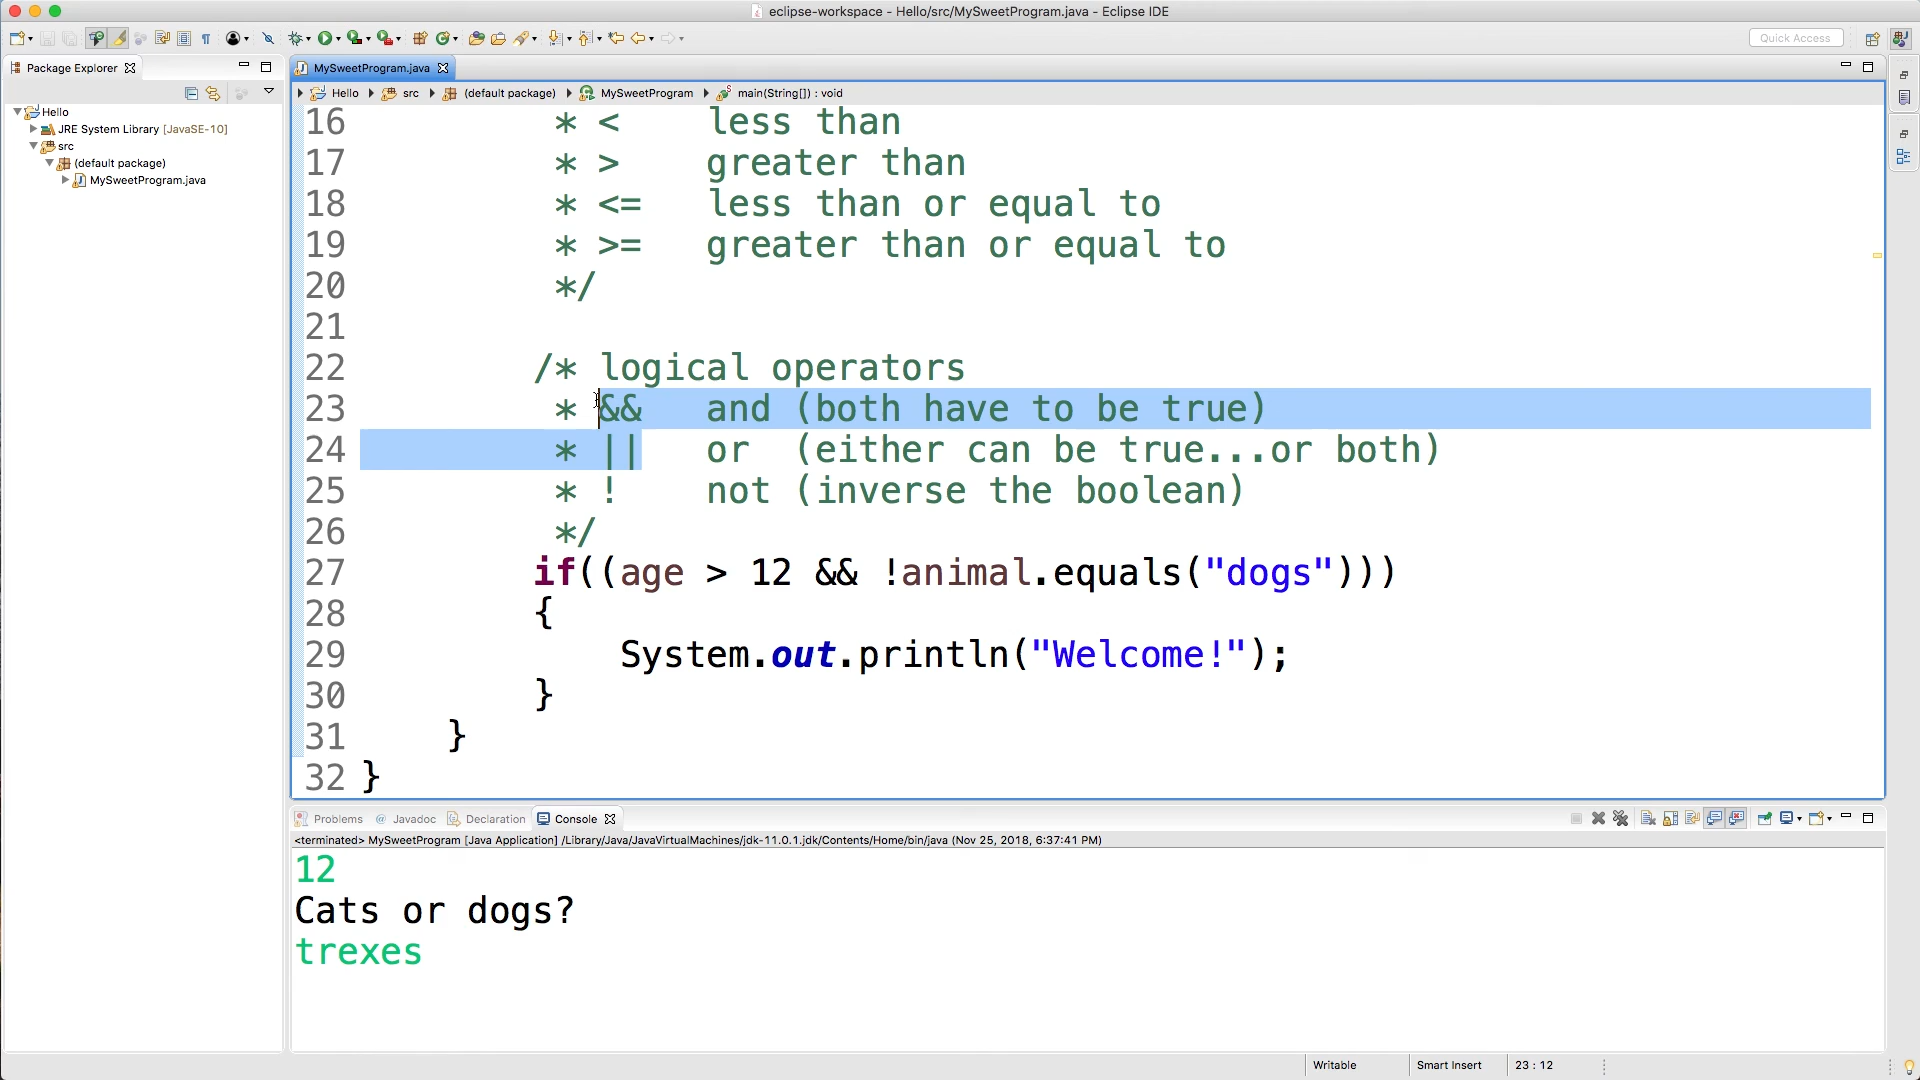 eclipse-workspace - Hello/src/MySweetProgram.java - Eclipse IDE
Quick Access
Package Explorer
MySweetProgram.java
Hello
src
(default package)
MySweetProgram
main(String[]) : void
Hello
JRE System Library [JavaSE-10]
src
(default package)
MySweetProgram.java
16 * < less than
17 * > greater than
18 * <= less than or equal to
19 * >= greater than or equal to
20 */
21
22 /* logical operators
23 * && and (both have to be true)
24 * || or (either can be true...or both)
25 * ! not (inverse the boolean)
26 */
27 if((age > 12 && !animal.equals("dogs")))
28 {
29 System.out.println("Welcome!");
30 }
31 }
32 }
Problems @ Javadoc Declaration Console
<terminated> MySweetProgram [Java Application] /Library/Java/JavaVirtualMachines/jdk-11.0.1.jdk/Contents/Home/bin/java (Nov 25, 2018, 6:37:41 PM)
12
Cats or dogs?
trexes
Writable
Smart Insert
23 : 12